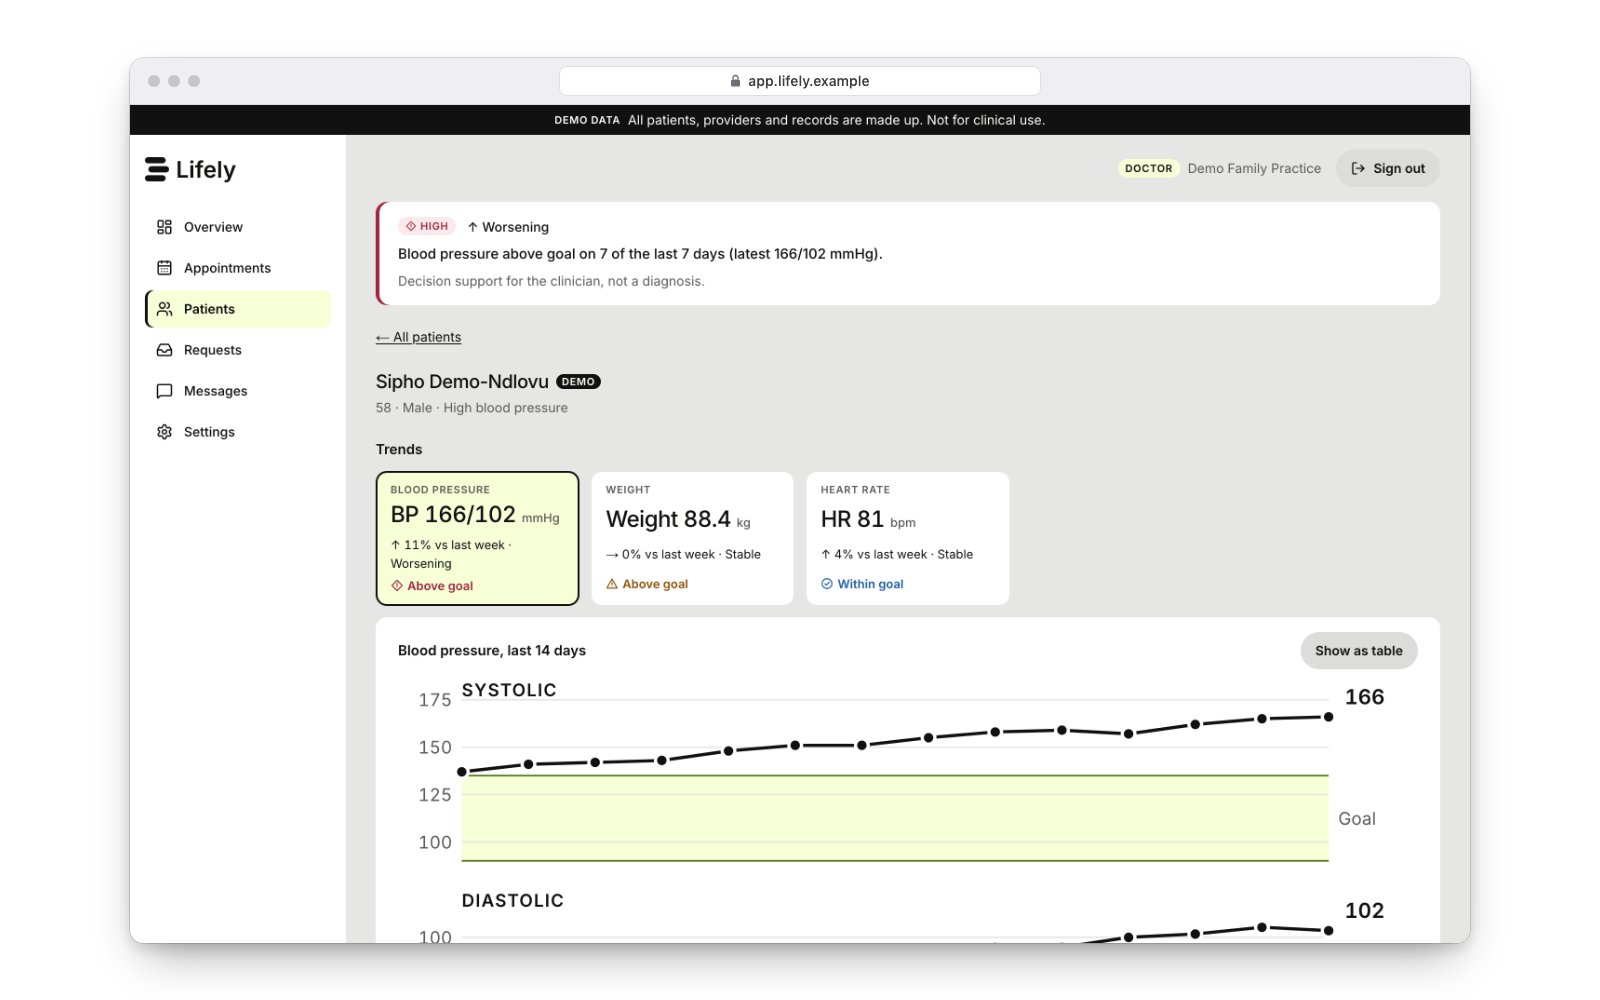 app.lifely.example
DEMO DATA All patients, providers and records are made up. Not for clinical use.
Lifely
DOCTOR Demo Family Practice Sign out
Overview
Appointments
Patients
Requests
Messages
Settings
HIGH ↑ Worsening
Blood pressure above goal on 7 of the last 7 days (latest 166/102 mmHg).
Decision support for the clinician, not a diagnosis.
← All patients
Sipho Demo-Ndlovu DEMO
58 · Male · High blood pressure
Trends
BLOOD PRESSURE
BP 166/102 mmHg
↑ 11% vs last week ·
Worsening
Above goal
WEIGHT
Weight 88.4 kg
→ 0% vs last week · Stable
Above goal
HEART RATE
HR 81 bpm
↑ 4% vs last week · Stable
Within goal
Blood pressure, last 14 days
Show as table
SYSTOLIC
175
166
150
125
Goal
100
DIASTOLIC
102
100